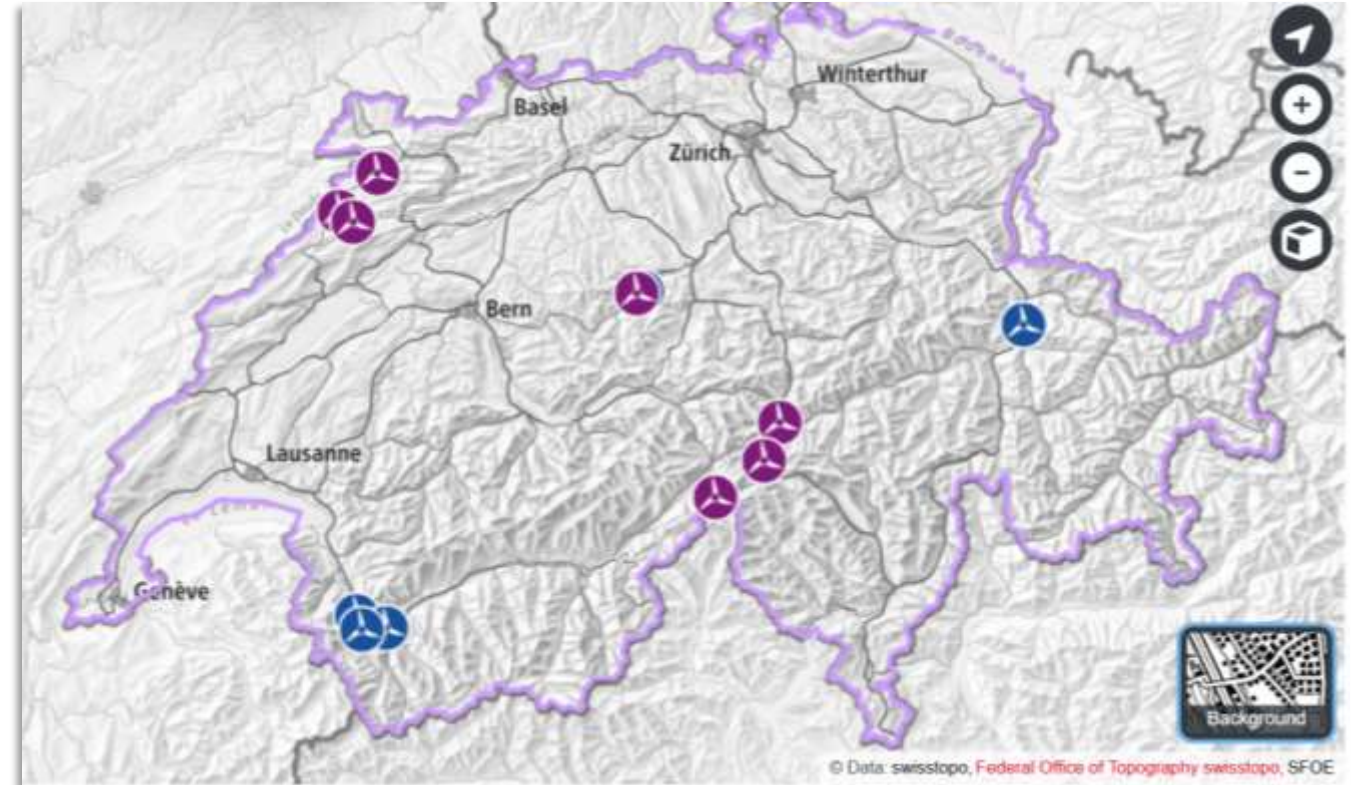 Winterthur
Basel
Zürich
Bern
Lausanne
Genève
Background
© Data: swisstopo, Federal Office of Topography swisstopo, SFOE